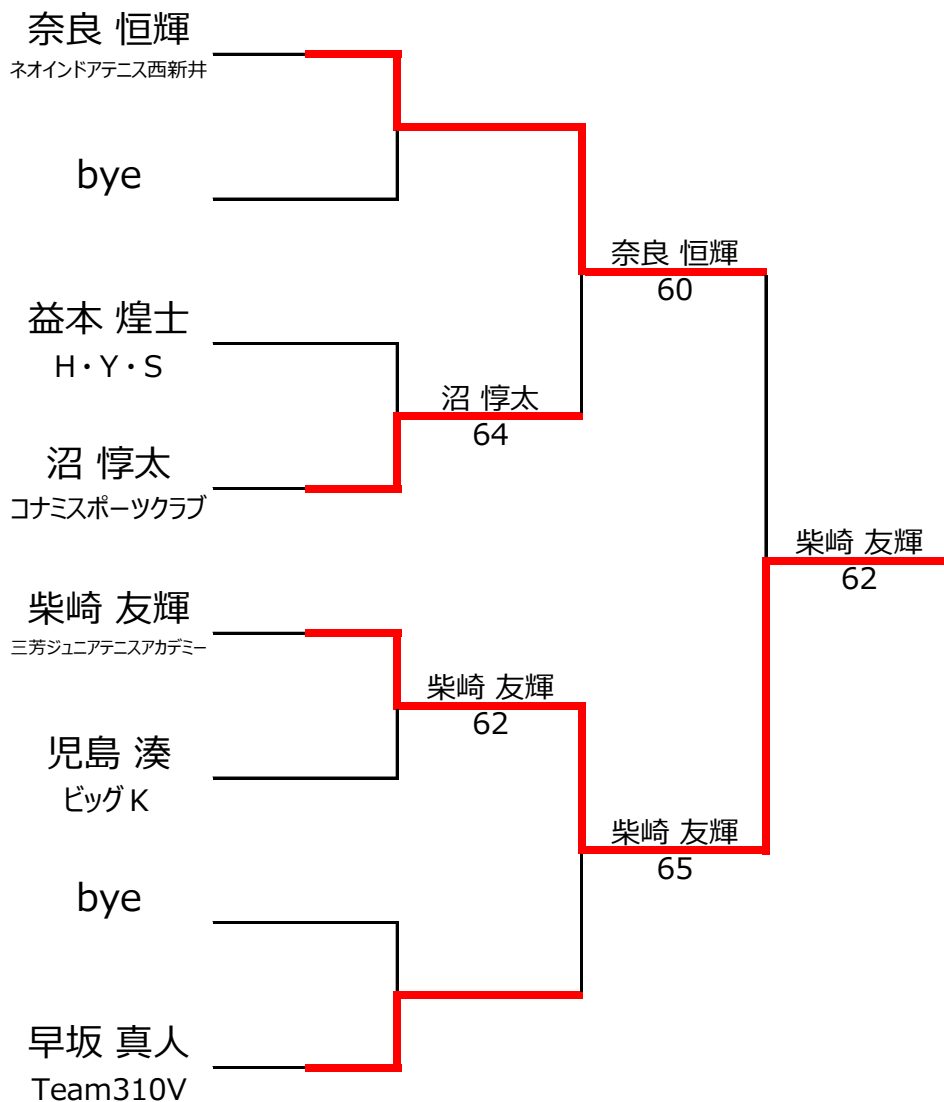 奈良 恒輝
ネオインドアテニス西新井
bye
奈良 恒輝
60
益本 煌士
H・Y・S
沼 惇太
64
沼 惇太
コナミスポーツクラブ
柴崎 友輝
62
柴崎 友輝
三芳ジュニアテニスアカデミー
柴崎 友輝
62
児島 湊
ビッグK
柴崎 友輝
65
bye
早坂 真人
Team310V